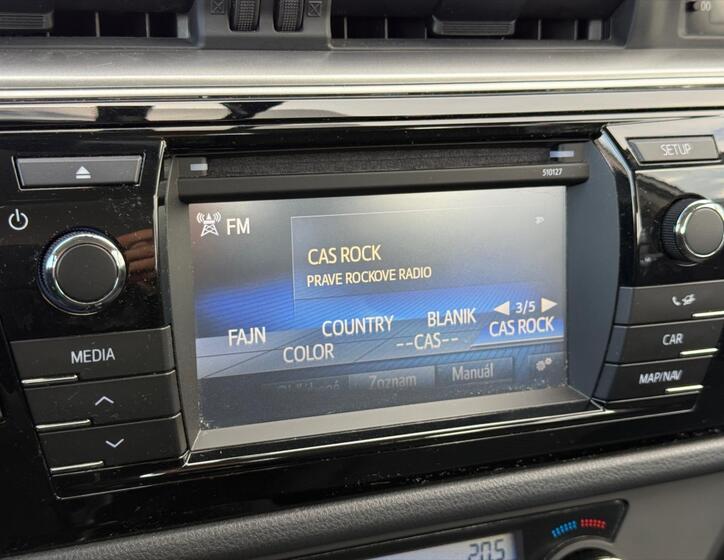 00
510127
SETUP
FM
CAS ROCK
PRAVE ROCKOVE RADIO
3/5
FAJN COUNTRY BLANIK CAS ROCK
COLOR --CAS--
Zoznam Manuál
MEDIA
CAR
MAP/NAV
20.5